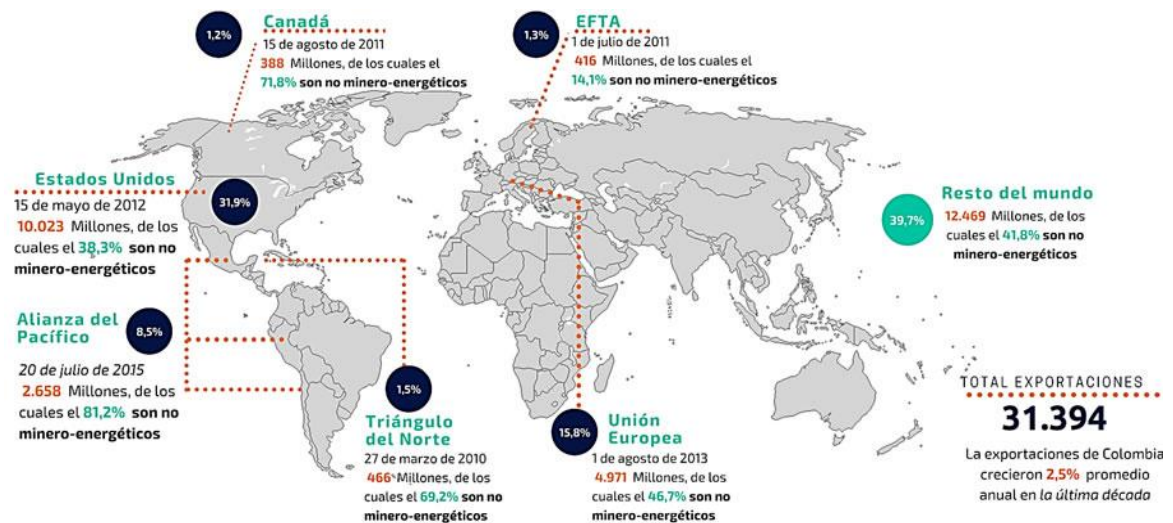 1,2%
Canadá
15 de agosto de 2011
388 Millones, de los cuales el
71,8% son no minero-energéticos
1,3%
EFTA
1 de julio de 2011
416 Millones, de los cuales el
14,1% son no minero-energéticos
Estados Unidos
31,9%
15 de mayo de 2012
10.023 Millones, de los
cuales el 38,3% son no
minero-energéticos
39,7%
Resto del mundo
12.469 Millones, de los
cuales el 41,8% son no
minero-energéticos
Alianza del
Pacífico
8,5%
20 de julio de 2015
2.658 Millones, de los
cuales el 81,2% son no
minero-energéticos
1,5%
Triángulo
del Norte
27 de marzo de 2010
466 Millones, de los
cuales el 69,2% son no
minero-energéticos
15,8%
Unión
Europea
1 de agosto de 2013
4.971 Millones, de los
cuales el 46,7% son no
minero-energéticos
TOTAL EXPORTACIONES
31.394
La exportaciones de Colombia
crecieron 2,5% promedio
anual en la última década